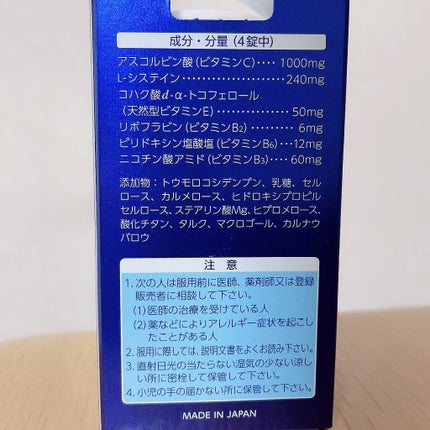 成分・分量(4錠中)
アスコルビン酸(ビタミンC)････1000mg
L-システイン･･････････････････240mg
コハク酸d-α-トコフェロール
(天然型ビタミンE)･･････････････50mg
リボフラビン(ビタミンB2)････････6mg
ピリドキシン塩酸塩(ビタミンB6)･･･12mg
ニコチン酸アミド(ビタミンB3)････60mg
添加物:トウモロコシデンプン、乳糖、セル
ロース、カルメロース、ヒドロキシプロピル
セルロース、ステアリン酸Mg、ヒプロメロース、
酸化チタン、タルク、マクロゴール、カルナウ
バロウ
注 意
1. 次の人は服用前に医師、薬剤師又は登録
販売者に相談して下さい。
(1)医師の治療を受けている人
(2)薬などによりアレルギー症状を起こし
たことがある人
2. 服用に際しては、説明文書をよくお読み下さい。
3. 直射日光の当たらない湿気の少ない涼し
い所に密栓して保管して下さい。
4. 小児の手の届かない所に保管して下さい。
MADE IN JAPAN